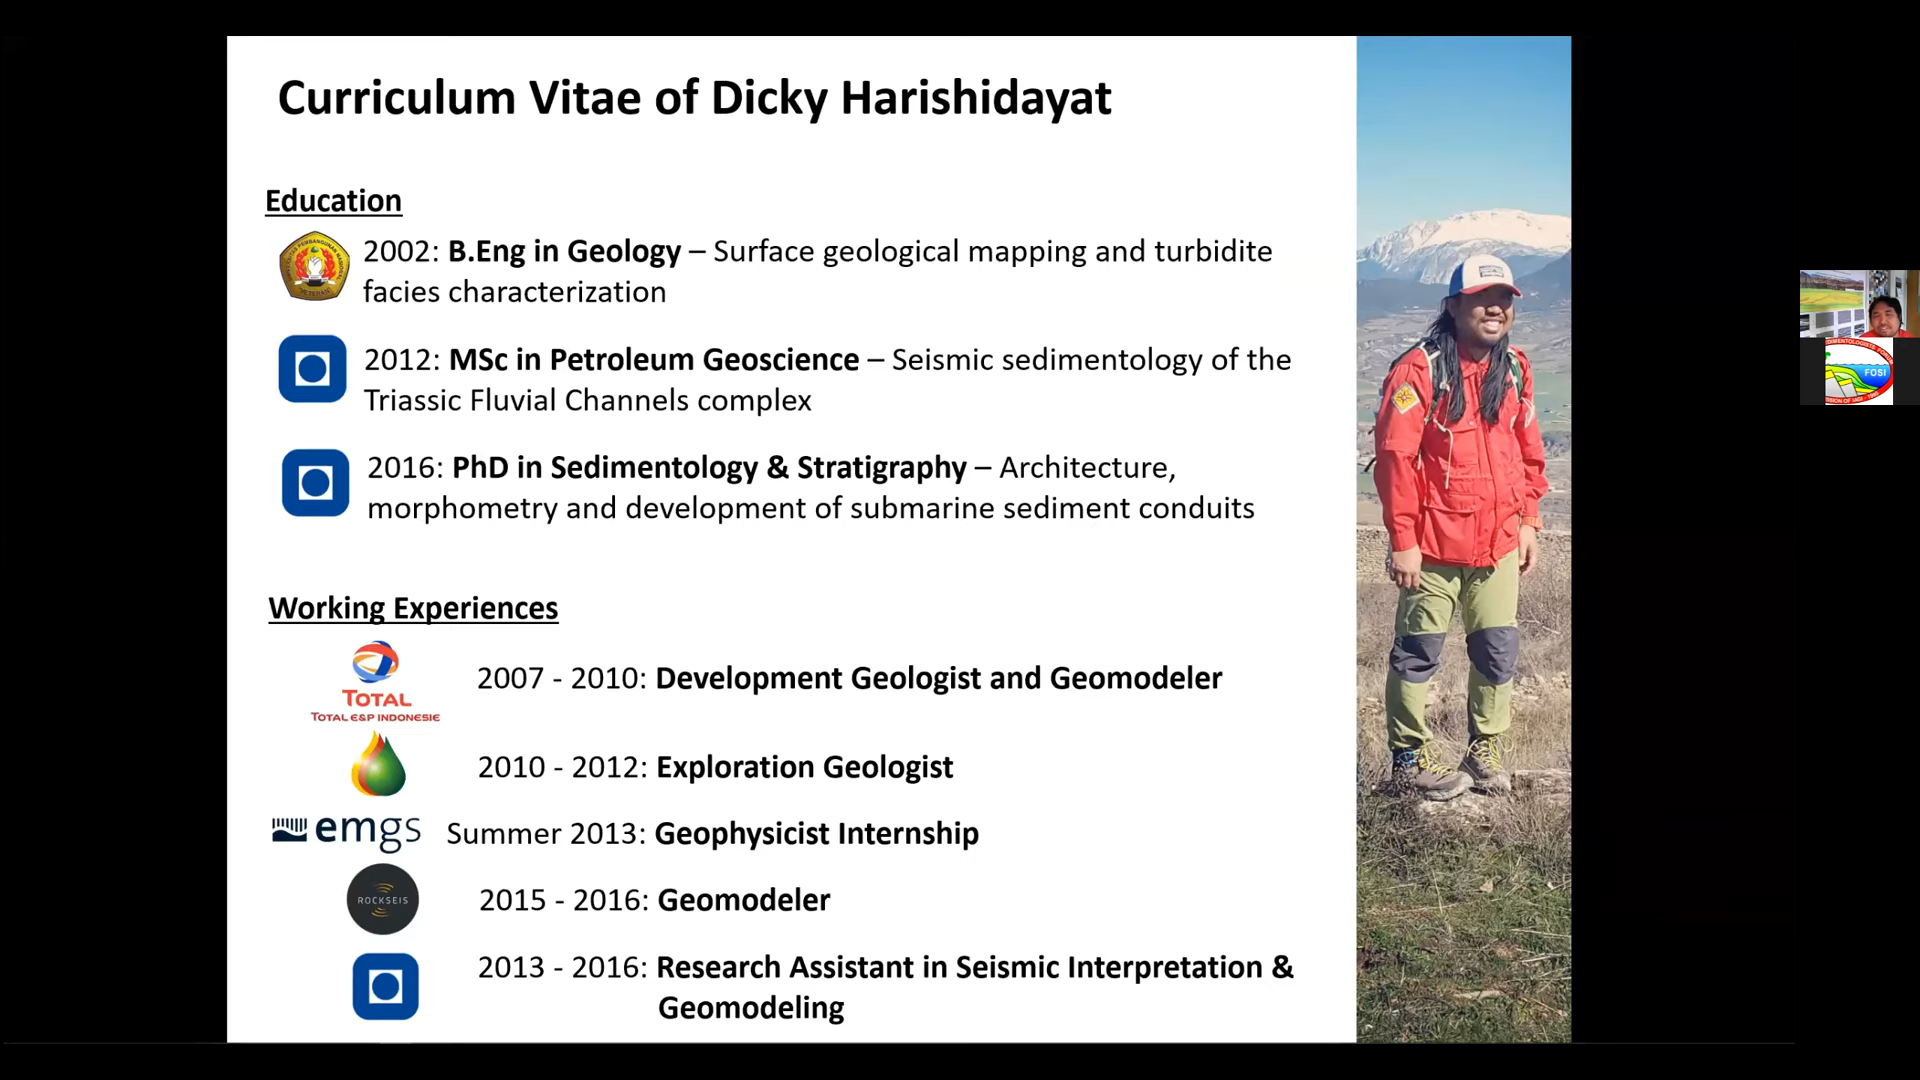 Curriculum Vitae of Dicky Harishidayat
Education
2002: B.Eng in Geology – Surface geological mapping and turbidite
facies characterization
2012: MSc in Petroleum Geoscience – Seismic sedimentology of the
Triassic Fluvial Channels complex
2016: PhD in Sedimentology & Stratigraphy – Architecture,
morphometry and development of submarine sediment conduits
Working Experiences
TOTAL
TOTAL E&P INDONESIE
2007 - 2010: Development Geologist and Geomodeler
2010 - 2012: Exploration Geologist
emgs
Summer 2013: Geophysicist Internship
ROCKSEIS
2015 - 2016: Geomodeler
2013 - 2016: Research Assistant in Seismic Interpretation &
Geomodeling
FOSI